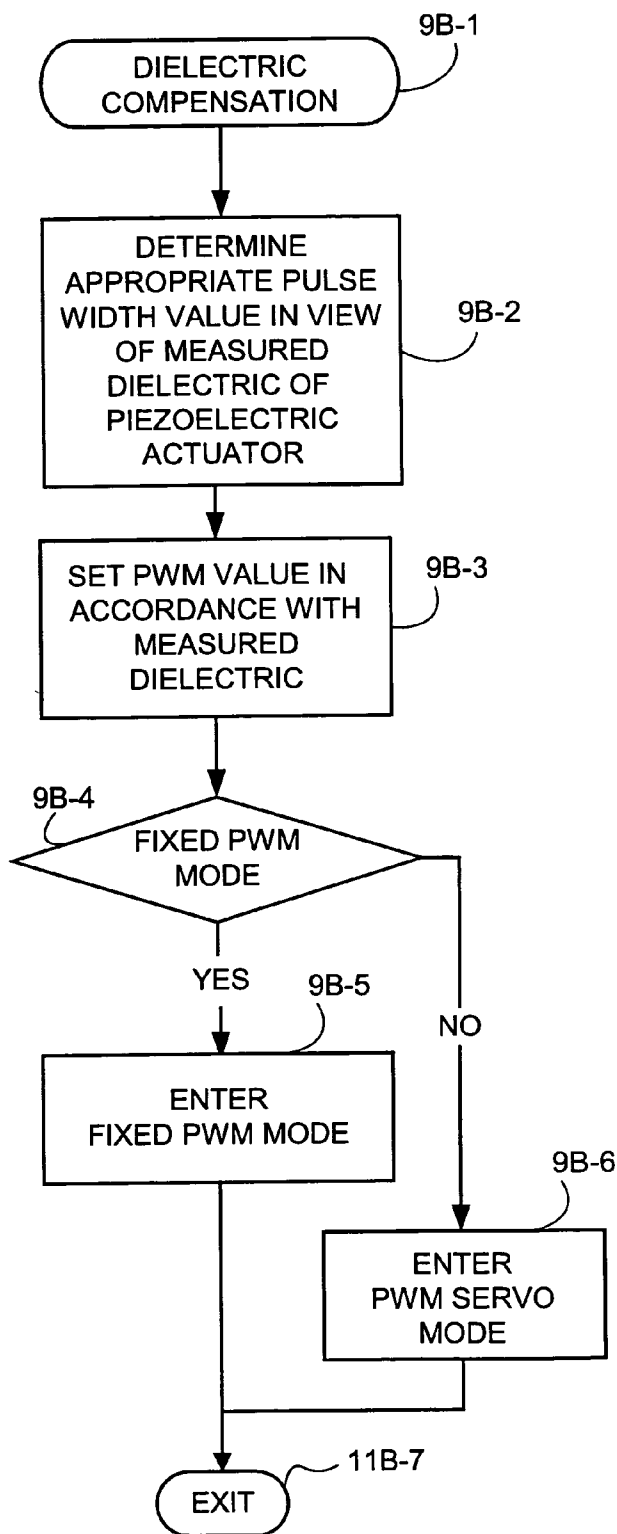 9B-1
DIELECTRIC
COMPENSATION
DETERMINE
APPROPRIATE PULSE
WIDTH VALUE IN VIEW
OF MEASURED
DIELECTRIC OF
PIEZOELECTRIC
ACTUATOR
9B-2
SET PWM VALUE IN
ACCORDANCE WITH
MEASURED
DIELECTRIC
9B-3
9B-4
FIXED PWM
MODE
YES
NO
9B-5
ENTER
FIXED PWM MODE
9B-6
ENTER
PWM SERVO
MODE
11B-7
EXIT